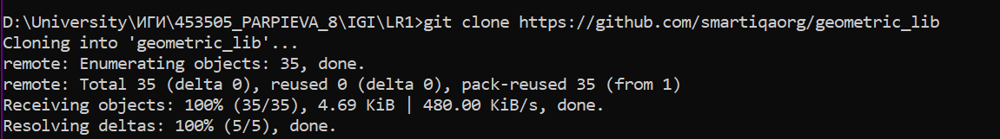 D:\University\ИГИ\453505_PARPIEVA_8\IGI\LR1>git clone https://github.com/smartiqaorg/geometric_lib
Cloning into 'geometric_lib'...
remote: Enumerating objects: 35, done.
remote: Total 35 (delta 0), reused 0 (delta 0), pack-reused 35 (from 1)
Receiving objects: 100% (35/35), 4.69 KiB | 480.00 KiB/s, done.
Resolving deltas: 100% (5/5), done.